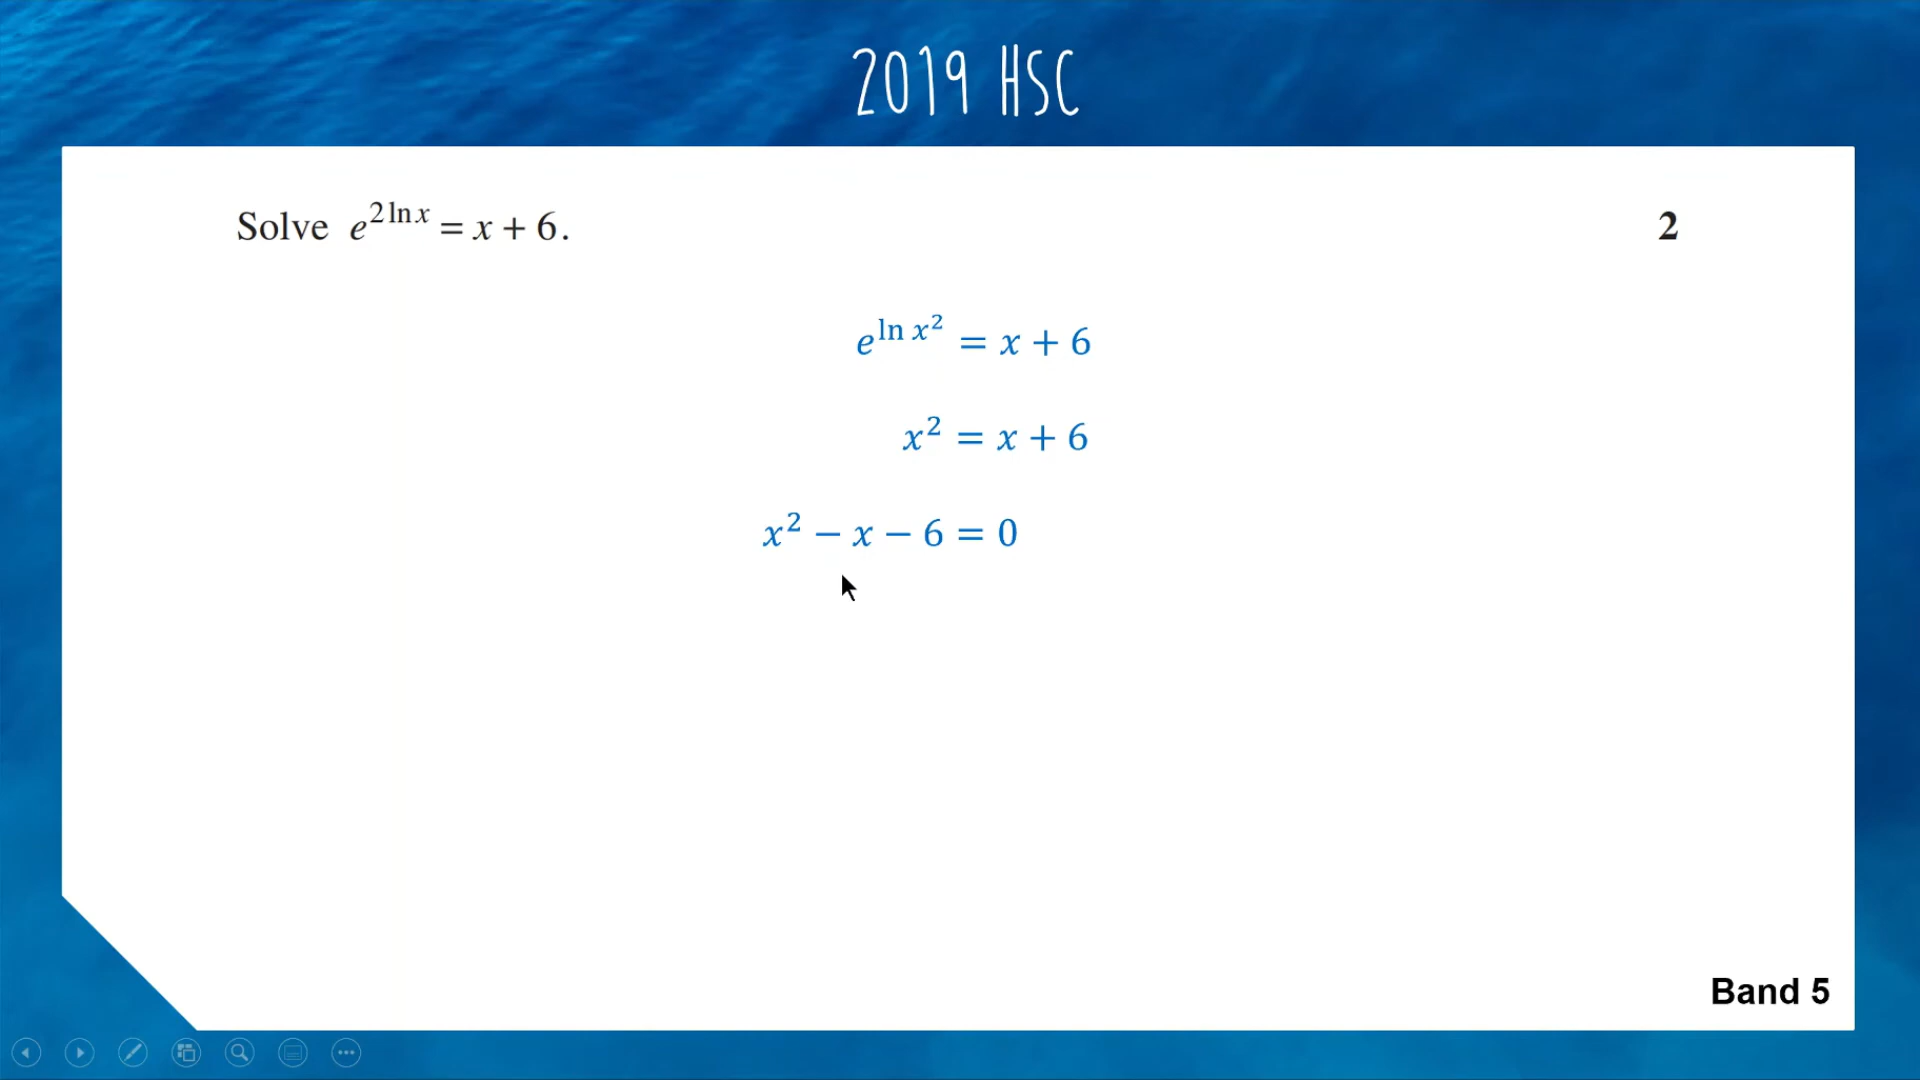 2019 HSC
Solve e^{2 ln x} = x + 6. 2
e^{ln x^2} = x + 6
x^2 = x + 6
x^2 − x − 6 = 0
Band 5